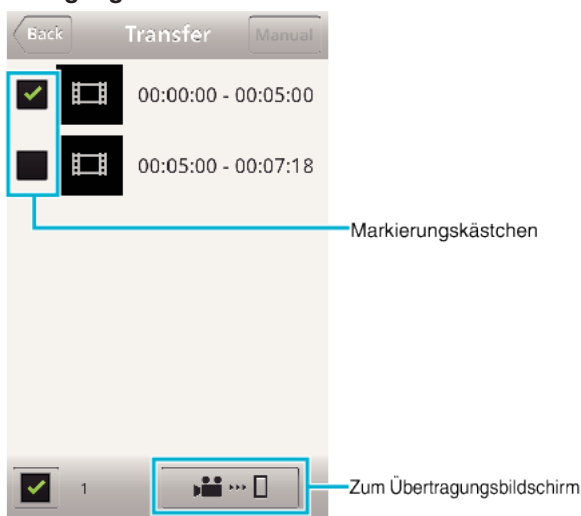 Back Transfer Manual
00:00:00 - 00:05:00
00:05:00 - 00:07:18
Markierungskästchen
1
Zum Übertragungsbildschirm